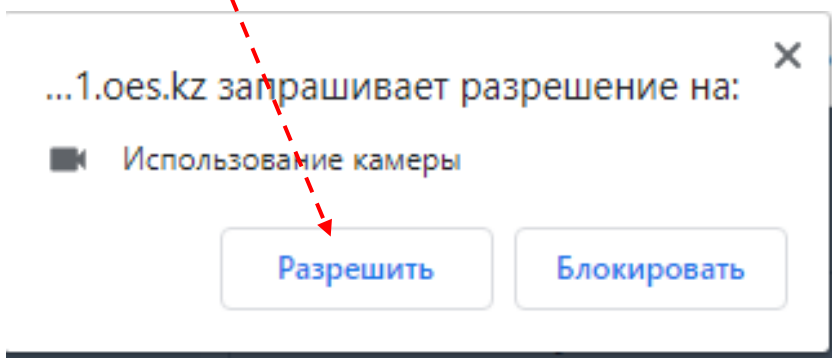 ...1.oes.kz запрашивает разрешение на:
Использование камеры
Разрешить
Блокировать